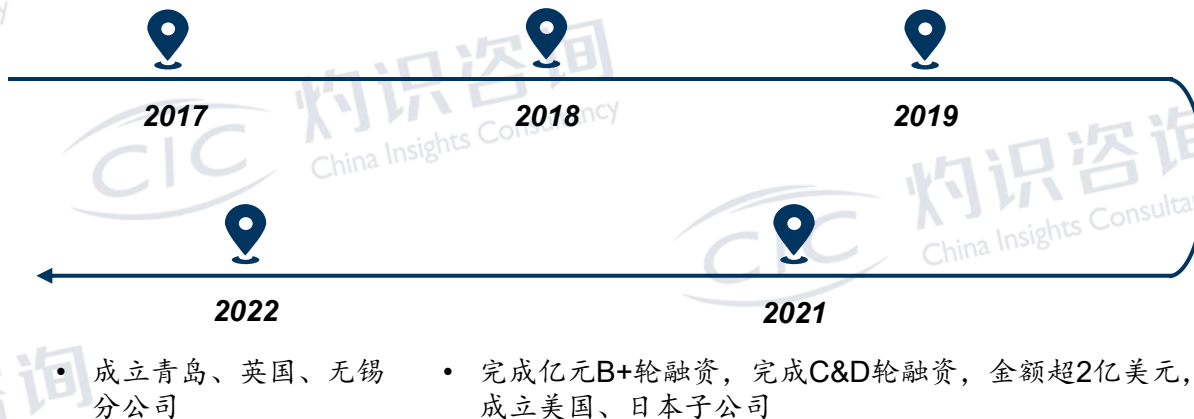 2017
2018
2019
CIC 灼识咨询
China Insights Consultancy
CIC 灼识咨询
China Insights Consulta
2022
2021
询
• 成立青岛、英国、无锡
分公司
• 完成亿元B+轮融资，完成C&D轮融资，金额超2亿美元，
成立美国、日本子公司